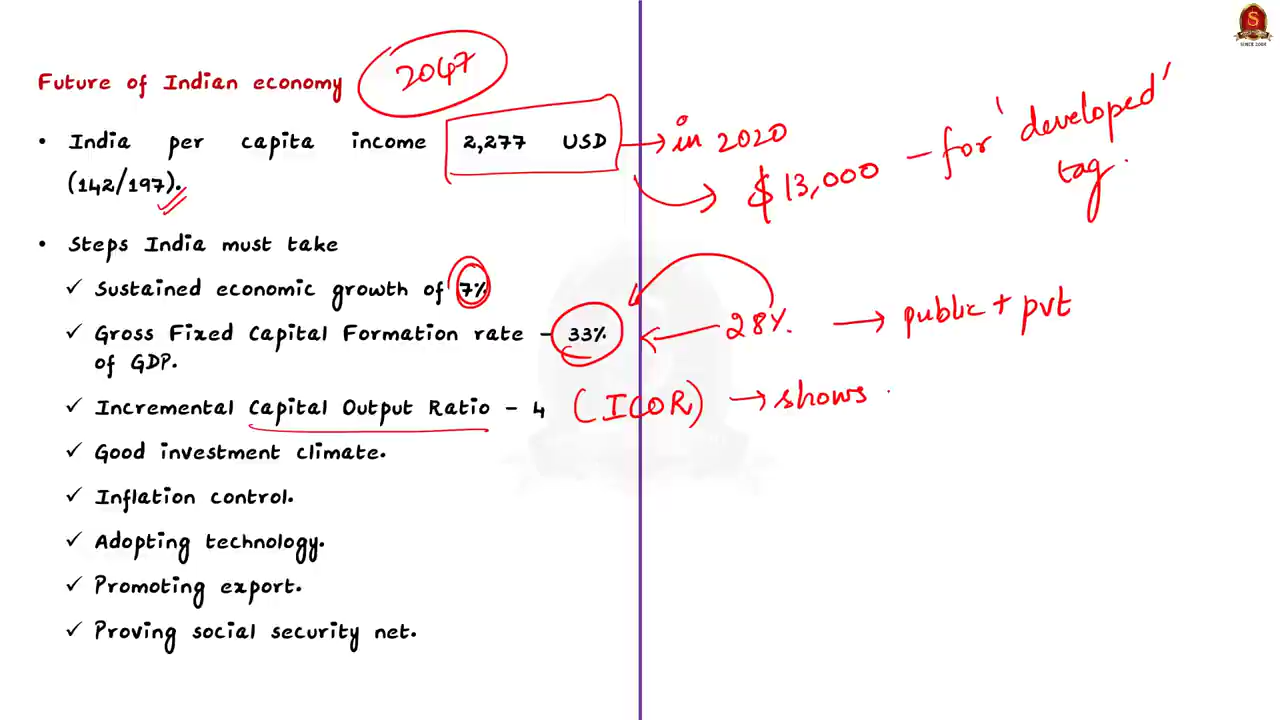 Future of Indian economy 2047
• India per capita income 2,277 USD → in 2020
(142/197).
→ $13,000 – for 'developed' tag.
• Steps India must take
✓ Sustained economic growth of 7%
✓ Gross Fixed Capital Formation rate – 33% ← 28%. → public + pvt
of GDP.
✓ Incremental Capital Output Ratio – 4 (ICOR) → shows
✓ Good investment climate.
✓ Inflation control.
✓ Adopting technology.
✓ Promoting export.
✓ Proving social security net.
S
SINCE 2004